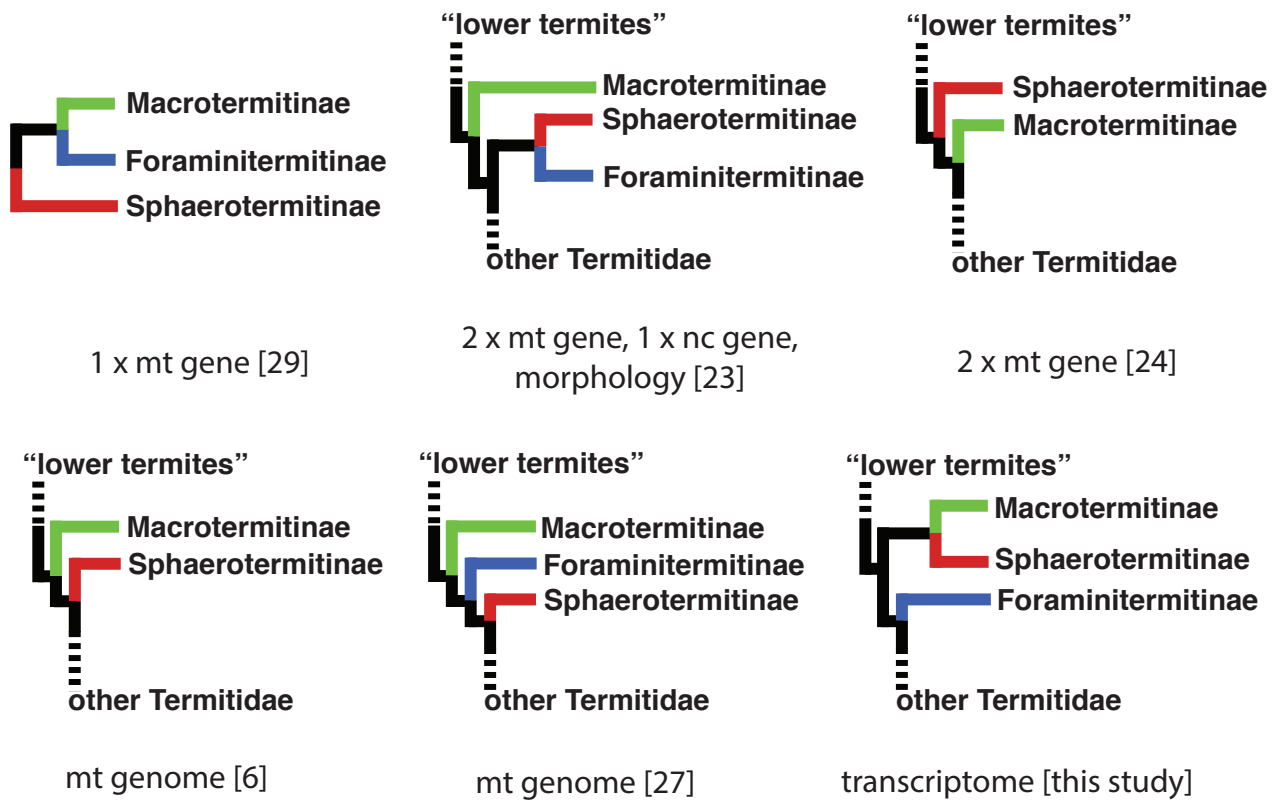 Macrotermitinae
Foraminitermitinae
Sphaerotermitinae
1 x mt gene [29]
“lower termites”
Macrotermitinae
Sphaerotermitinae
Foraminitermitinae
other Termitidae
2 x mt gene, 1 x nc gene,
morphology [23]
“lower termites”
Sphaerotermitinae
Macrotermitinae
other Termitidae
2 x mt gene [24]
“lower termites”
Macrotermitinae
Sphaerotermitinae
other Termitidae
mt genome [6]
“lower termites”
Macrotermitinae
Foraminitermitinae
Sphaerotermitinae
other Termitidae
mt genome [27]
“lower termites”
Macrotermitinae
Sphaerotermitinae
Foraminitermitinae
other Termitidae
transcriptome [this study]